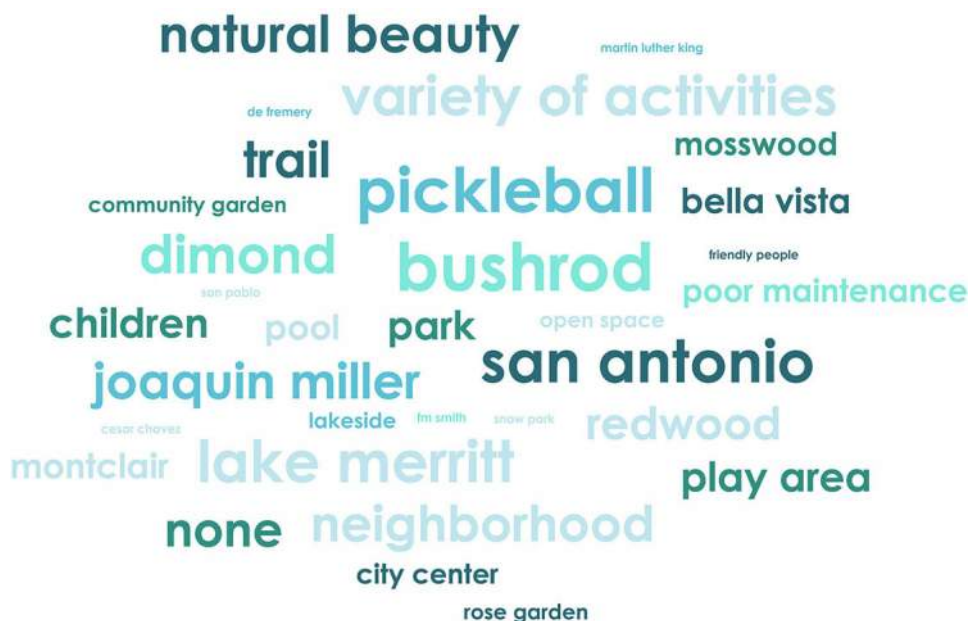 natural beauty
martin luther king
variety of activities
de fremery
mosswood
trail
pickleball
bella vista
community garden
dimond
bushrod
friendly people
san pablo
poor maintenance
children
pool
park
open space
san antonio
joaquin miller
lakeside
fm smith
snow park
redwood
cesar chavez
montclair
lake merritt
play area
none
neighborhood
city center
rose garden